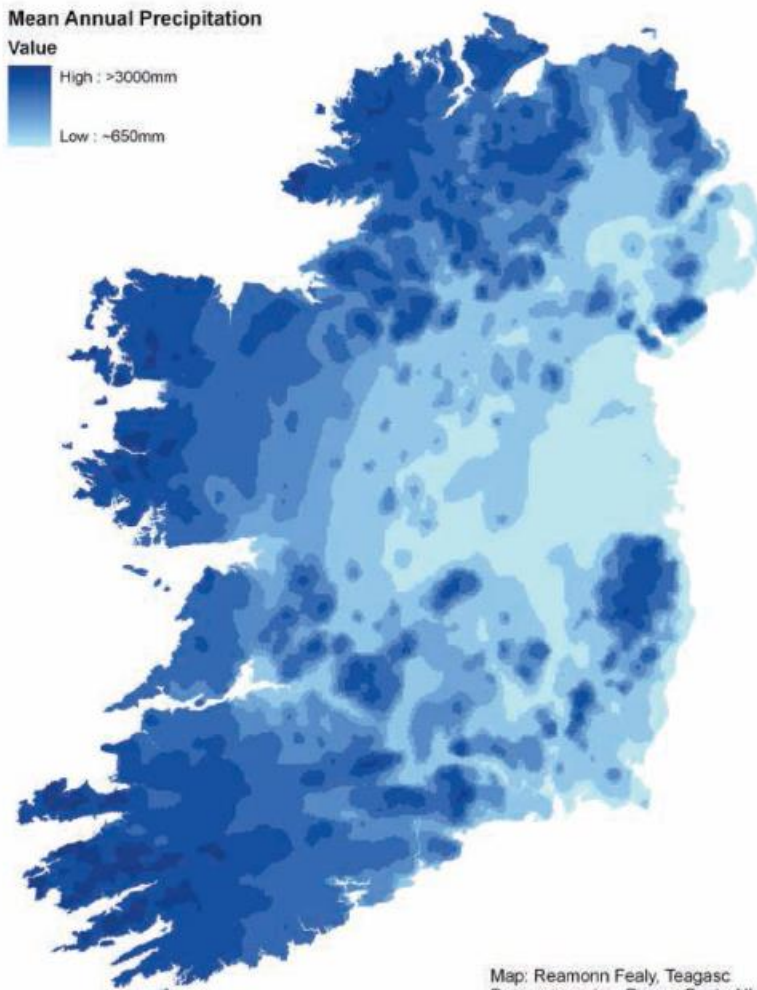 Mean Annual Precipitation
Value
High : >3000mm
Low : ~650mm
Map: Reamonn Fealy, Teagasc